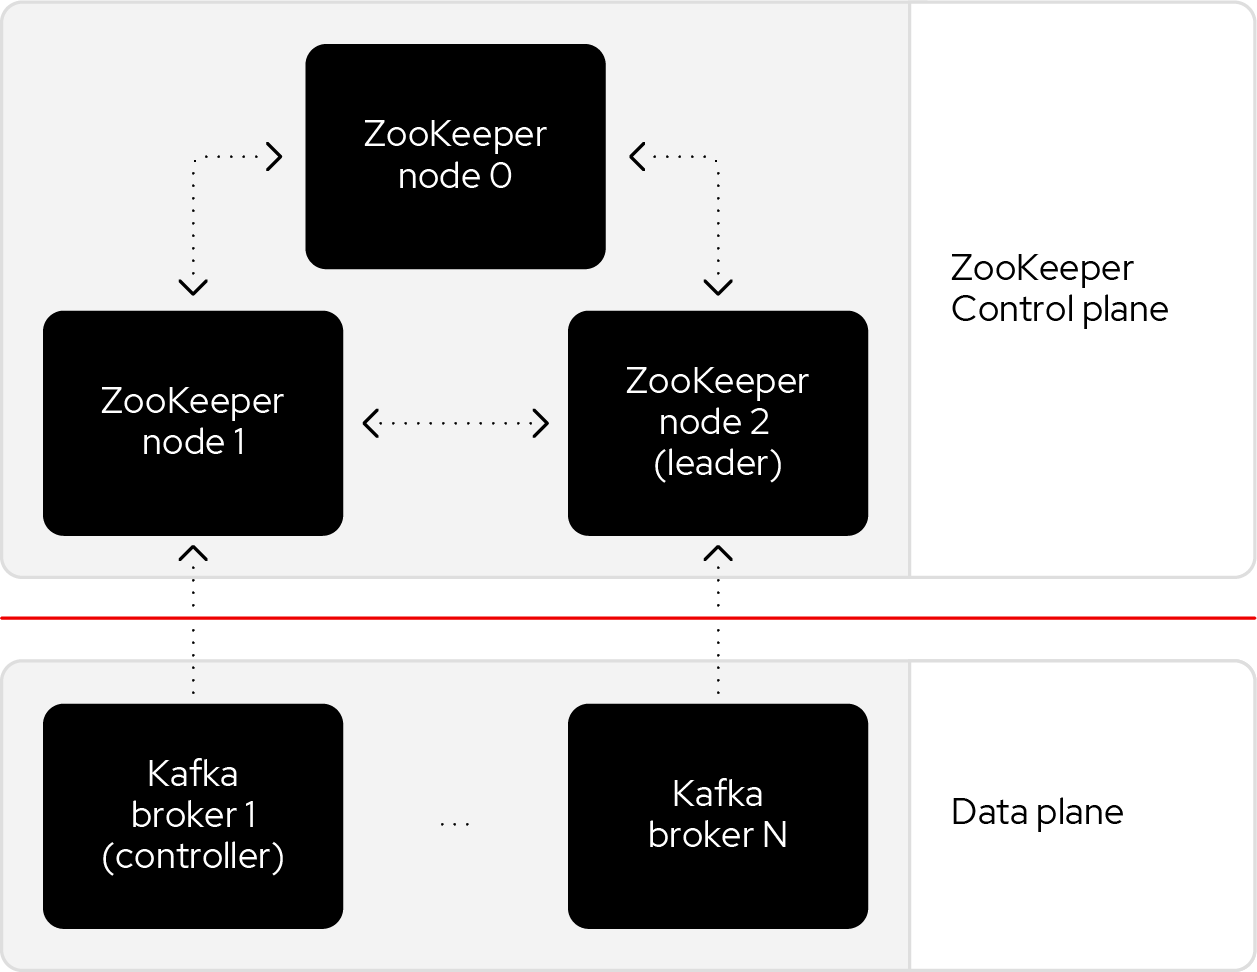 ZooKeeper
node 0
ZooKeeper
node 1
ZooKeeper
node 2
(leader)
ZooKeeper
Control plane
Kafka
broker 1
(controller)
...
Kafka
broker N
Data plane